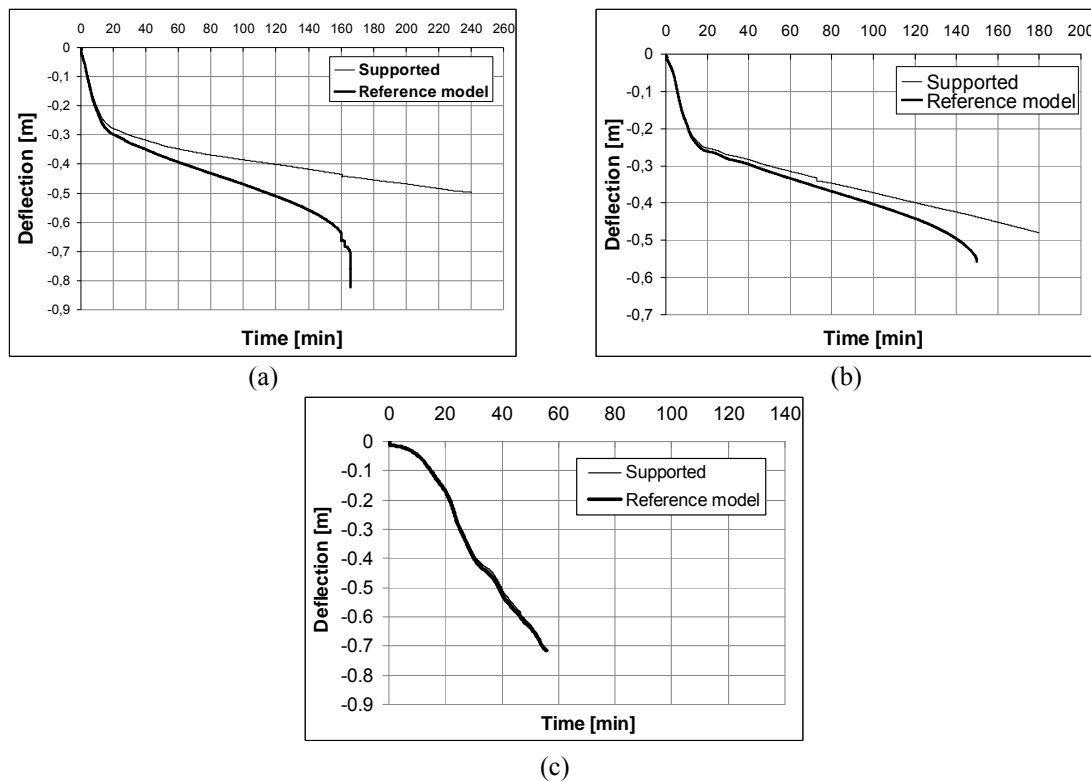 0 20 40 60 80 100 120 140 160 180 200 220 240 260
0
-0,1
-0,2
-0,3
-0,4
-0,5
-0,6
-0,7
-0,8
-0,9
Deflection [m]
Supported
Reference model
Time [min]
(a)
0 20 40 60 80 100 120 140 160 180 200
0
-0,1
-0,2
-0,3
-0,4
-0,5
-0,6
-0,7
Deflection [m]
Supported
Reference model
Time [min]
(b)
0 20 40 60 80 100 120 140
0
-0.1
-0.2
-0.3
-0.4
-0.5
-0.6
-0.7
-0.8
-0.9
Deflection [m]
Supported
Reference model
Time [min]
(c)